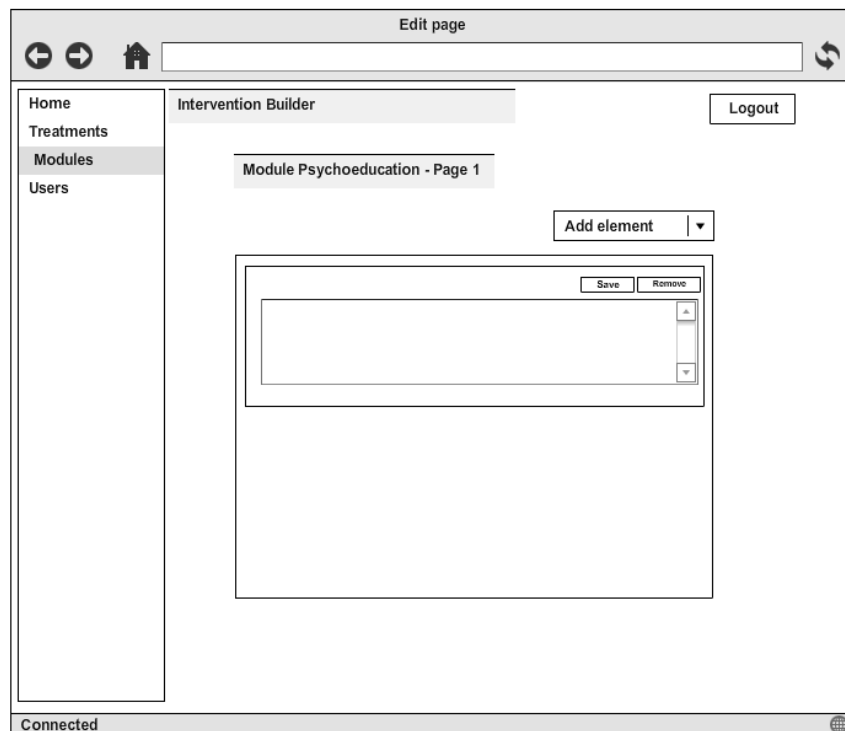 Edit page
Home
Treatments
Modules
Users
Intervention Builder
Logout
Module Psychoeducation - Page 1
Add element
Save
Remove
Connected